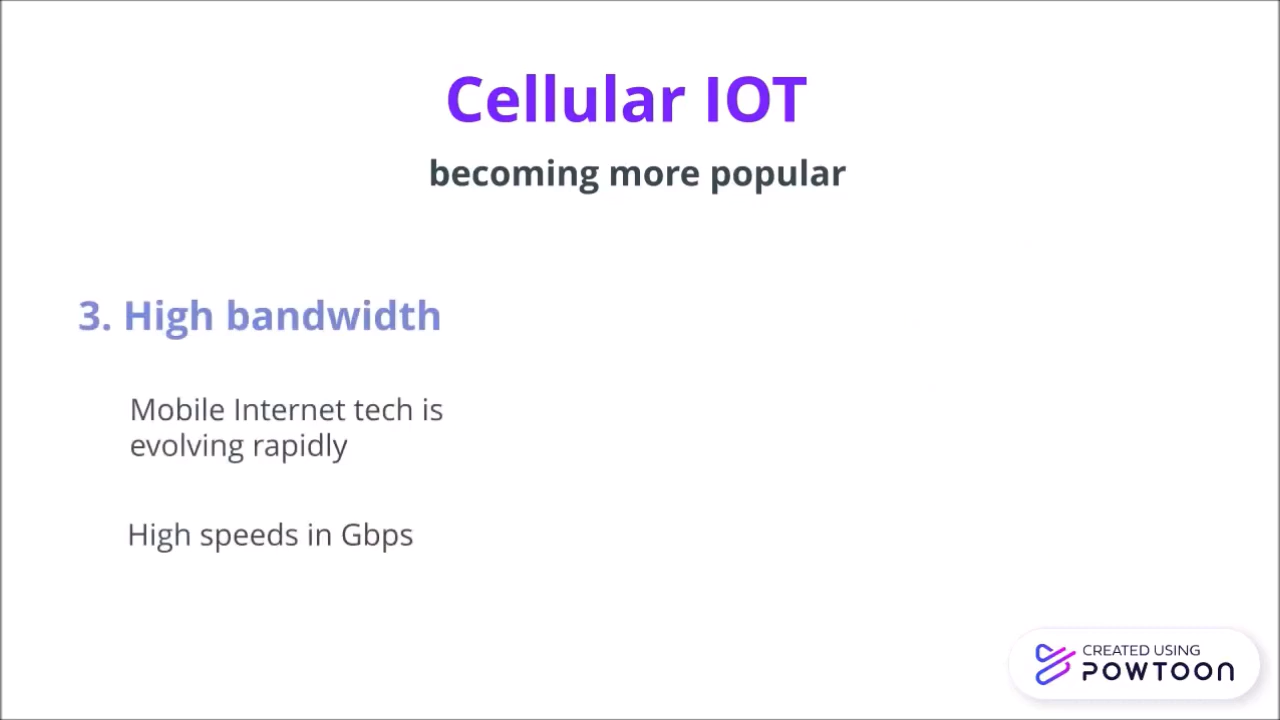 Cellular IOT
becoming more popular
3. High bandwidth
Mobile Internet tech is
evolving rapidly
High speeds in Gbps
CREATED USING
POWTOON